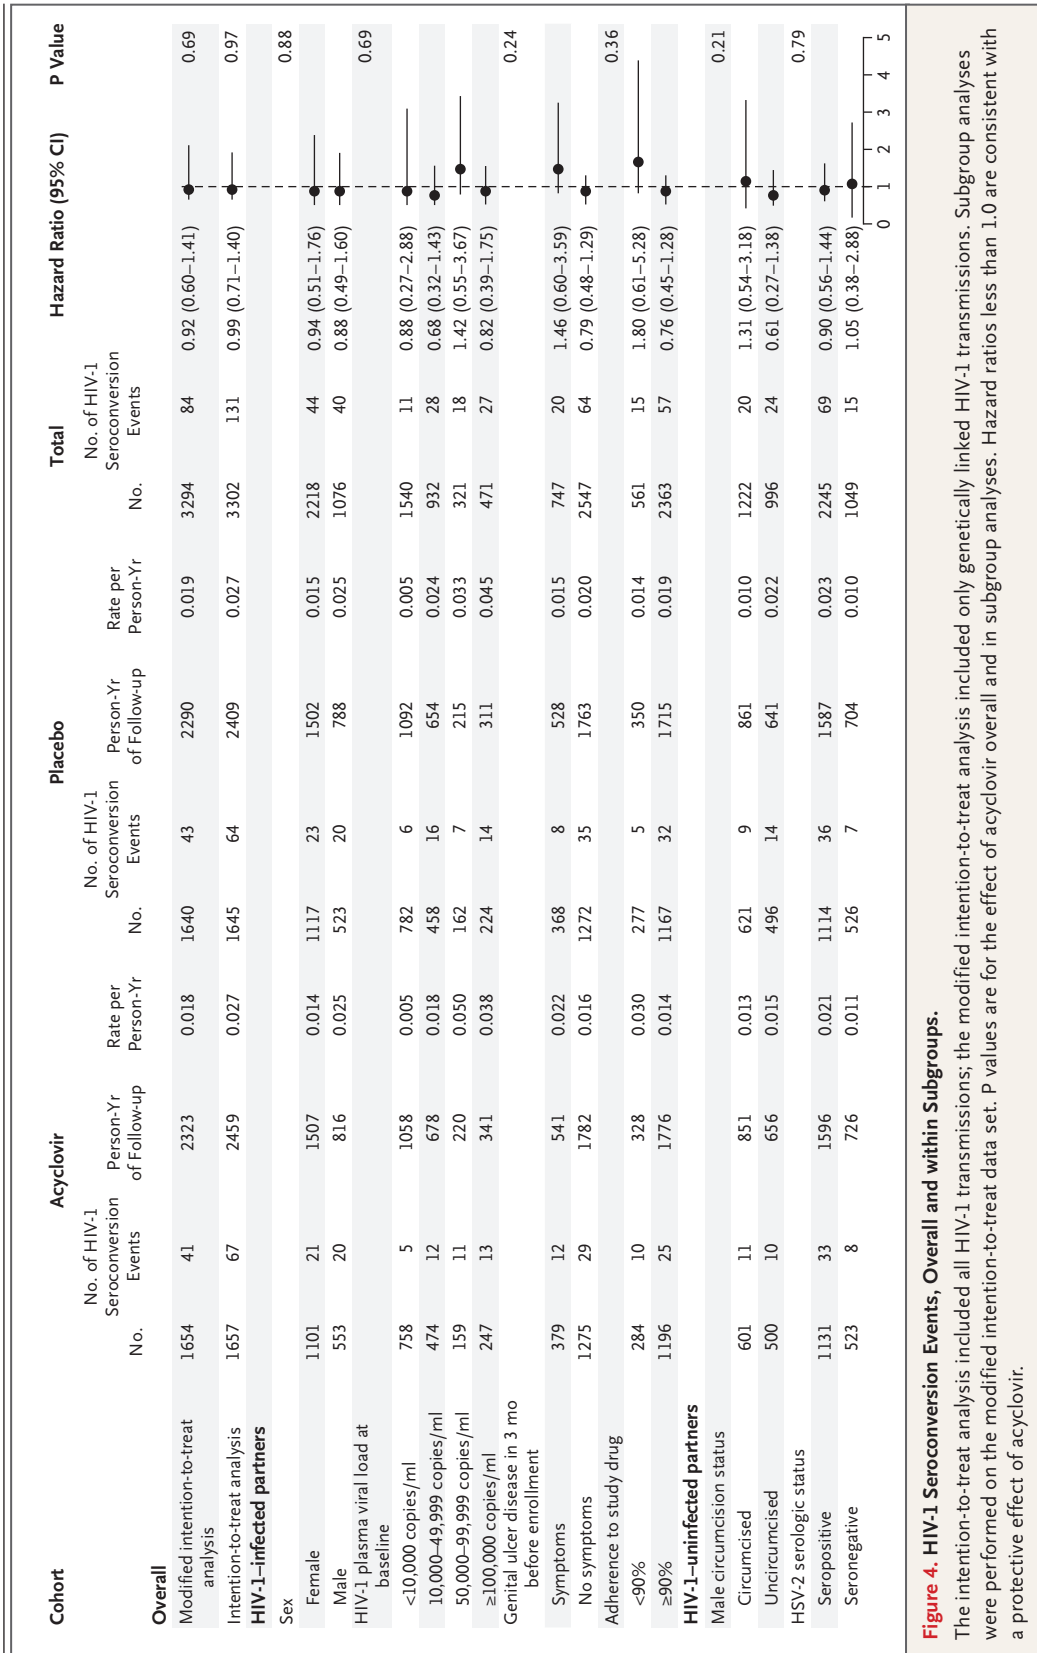 Cohort Acyclovir Placebo Total Hazard Ratio (95% CI) P Value
No. No. of HIV-1 Seroconversion Events Person-Yr of Follow-up Rate per Person-Yr No. No. of HIV-1 Seroconversion Events Person-Yr of Follow-up Rate per Person-Yr No. No. of HIV-1 Seroconversion Events
Overall
Modified intention-to-treat analysis 1654 41 2323 0.018 1640 43 2290 0.019 3294 84 0.92 (0.60–1.41) 0.69
Intention-to-treat analysis 1657 67 2459 0.027 1645 64 2409 0.027 3302 131 0.99 (0.71–1.40) 0.97
HIV-1–infected partners
Sex 0.88
Female 1101 21 1507 0.014 1117 23 1502 0.015 2218 44 0.94 (0.51–1.76)
Male 553 20 816 0.025 523 20 788 0.025 1076 40 0.88 (0.49–1.60)
HIV-1 plasma viral load at baseline 0.69
<10,000 copies/ml 758 5 1058 0.005 782 6 1092 0.005 1540 11 0.88 (0.27–2.88)
10,000–49,999 copies/ml 474 12 678 0.018 458 16 654 0.024 932 28 0.68 (0.32–1.43)
50,000–99,999 copies/ml 159 11 220 0.050 162 7 215 0.033 321 18 1.42 (0.55–3.67)
≥100,000 copies/ml 247 13 341 0.038 224 14 311 0.045 471 27 0.82 (0.39–1.75)
Genital ulcer disease in 3 mo before enrollment 0.24
Symptoms 379 12 541 0.022 368 8 528 0.015 747 20 1.46 (0.60–3.59)
No symptoms 1275 29 1782 0.016 1272 35 1763 0.020 2547 64 0.79 (0.48–1.29)
Adherence to study drug 0.36
<90% 284 10 328 0.030 277 5 350 0.014 561 15 1.80 (0.61–5.28)
≥90% 1196 25 1776 0.014 1167 32 1715 0.019 2363 57 0.76 (0.45–1.28)
HIV-1–uninfected partners
Male circumcision status 0.21
Circumcised 601 11 851 0.013 621 9 861 0.010 1222 20 1.31 (0.54–3.18)
Uncircumcised 500 10 656 0.015 496 14 641 0.022 996 24 0.61 (0.27–1.38)
HSV-2 serologic status 0.79
Seropositive 1131 33 1596 0.021 1114 36 1587 0.023 2245 69 0.90 (0.56–1.44)
Seronegative 523 8 726 0.011 526 7 704 0.010 1049 15 1.05 (0.38–2.88)
0 1 2 3 4 5
Figure 4. HIV-1 Seroconversion Events, Overall and within Subgroups.
The intention-to-treat analysis included all HIV-1 transmissions; the modified intention-to-treat analysis included only genetically linked HIV-1 transmissions. Subgroup analyses
were performed on the modified intention-to-treat data set. P values are for the effect of acyclovir overall and in subgroup analyses. Hazard ratios less than 1.0 are consistent with
a protective effect of acyclovir.